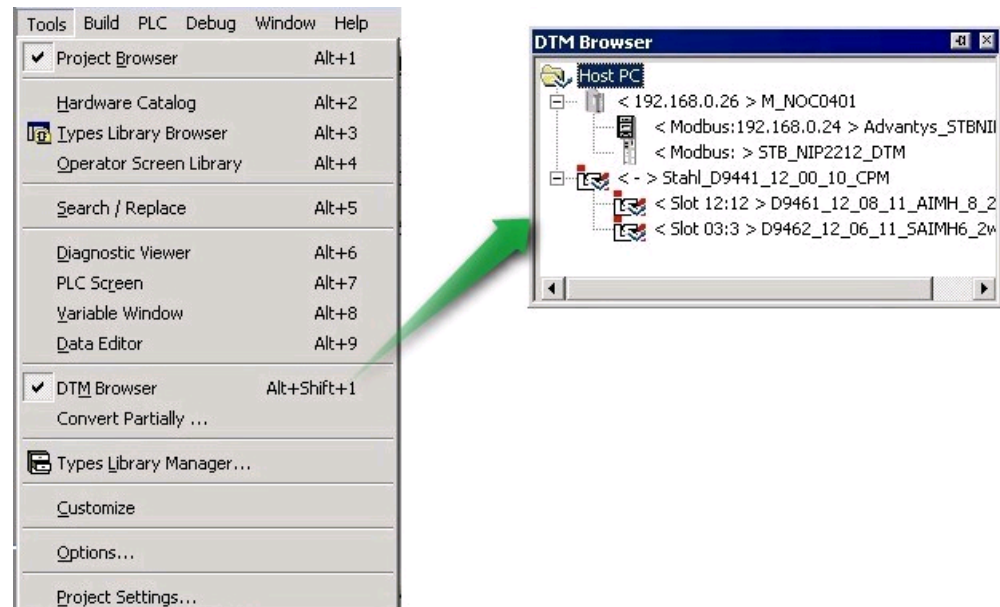 Tools Build PLC Debug Window Help
Project Browser Alt+1
Hardware Catalog Alt+2
Types Library Browser Alt+3
Operator Screen Library Alt+4
Search / Replace Alt+5
Diagnostic Viewer Alt+6
PLC Screen Alt+7
Variable Window Alt+8
Data Editor Alt+9
DTM Browser Alt+Shift+1
Convert Partially ...
Types Library Manager...
Customize
Options...
Project Settings...
DTM Browser
Host PC
< 192.168.0.26 > M_NOC0401
< Modbus:192.168.0.24 > Advantys_STBNI
< Modbus: > STB_NIP2212_DTM
< - > Stahl_D9441_12_00_10_CPM
< Slot 12:12 > D9461_12_08_11_AIMH_8_2
< Slot 03:3 > D9462_12_06_11_SAIMH6_2w